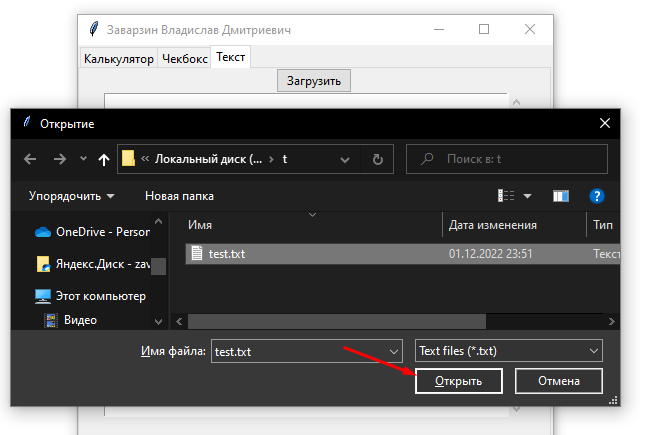 Заварзин Владислав Дмитриевич
Калькулятор Чекбокс Текст
Загрузить
Открытие
« Локальный диск (... › t
Поиск в: t
Упорядочить Новая папка
Имя Дата изменения Тип
OneDrive - Person
test.txt 01.12.2022 23:51 Текст
Яндекс.Диск - zav
Этот компьютер
Видео
Имя файла: test.txt Text files (*.txt)
Открыть Отмена